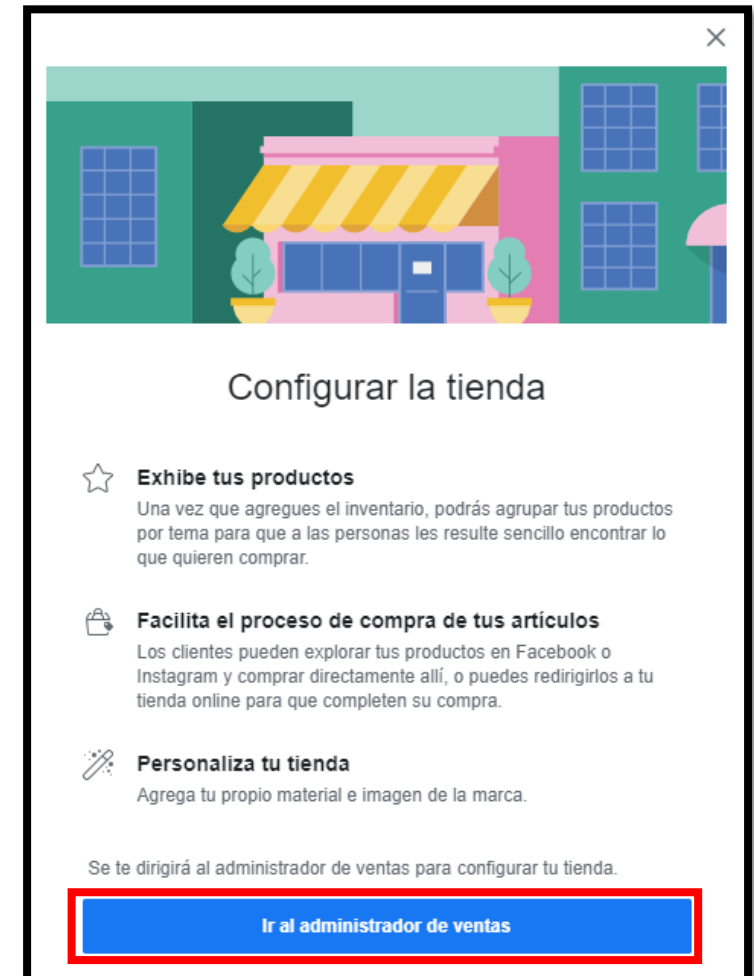 Configurar la tienda
Exhibe tus productos
Una vez que agregues el inventario, podrás agrupar tus productos
por tema para que a las personas les resulte sencillo encontrar lo
que quieren comprar.
Facilita el proceso de compra de tus artículos
Los clientes pueden explorar tus productos en Facebook o
Instagram y comprar directamente allí, o puedes redirigirlos a tu
tienda online para que completen su compra.
Personaliza tu tienda
Agrega tu propio material e imagen de la marca.
Se te dirigirá al administrador de ventas para configurar tu tienda.
Ir al administrador de ventas